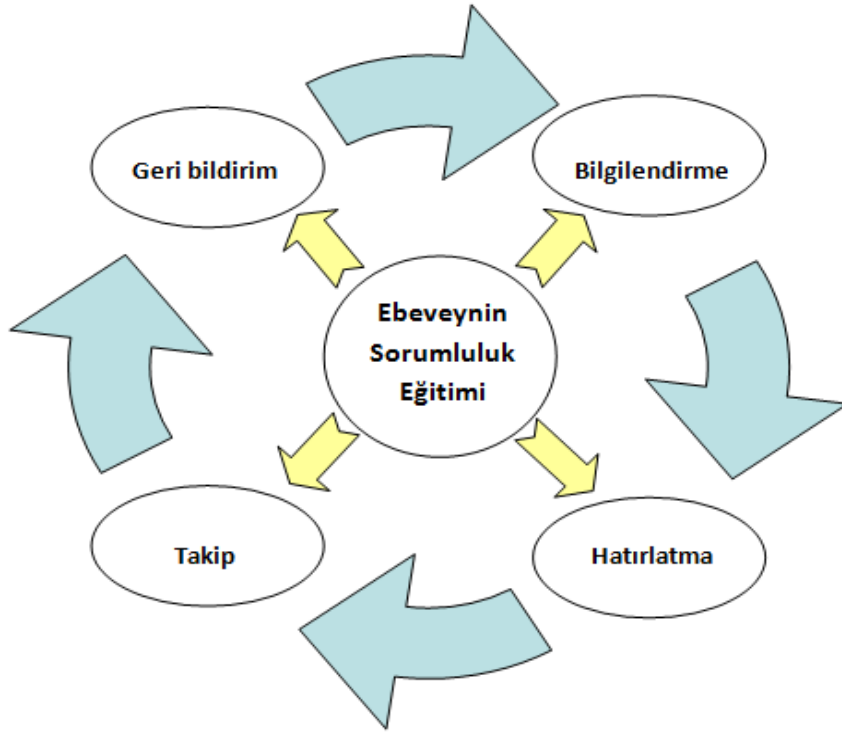 Geri bildirim
Bilgilendirme
Ebeveynin
Sorumluluk
Eğitimi
Takip
Hatırlatma